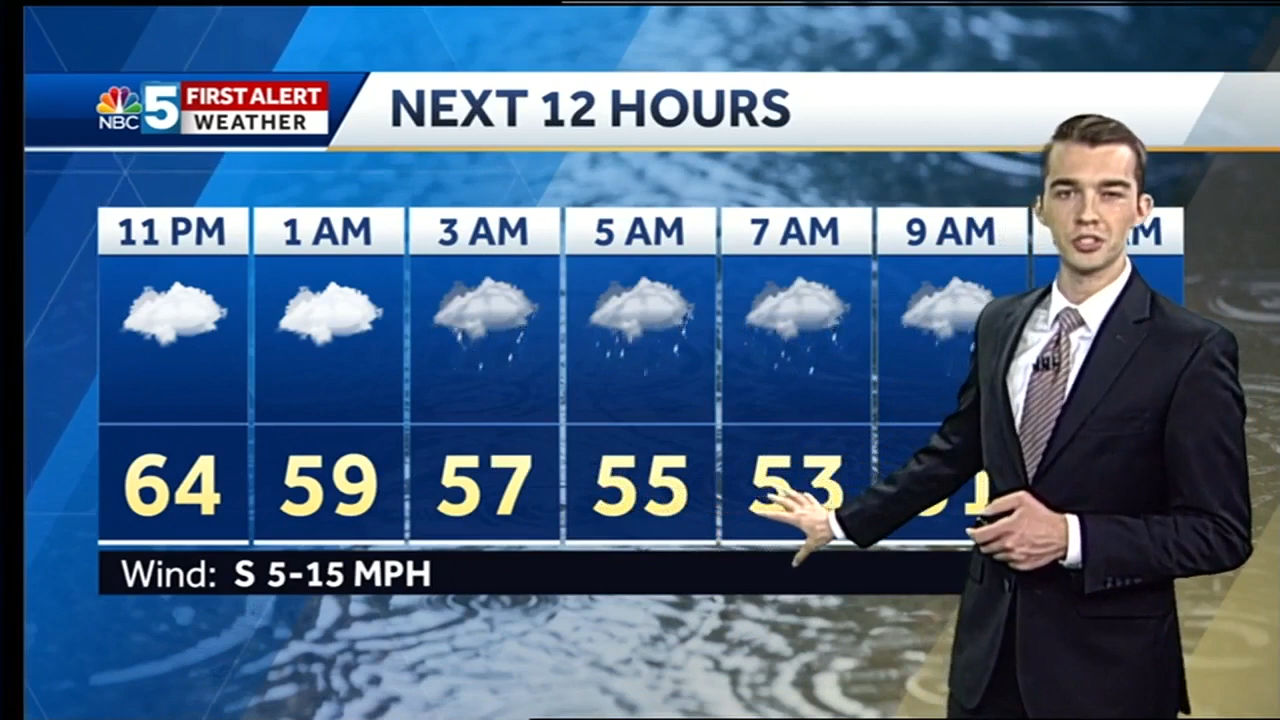 NBC 5 FIRST ALERT WEATHER
NEXT 12 HOURS
11 PM 1 AM 3 AM 5 AM 7 AM 9 AM
64 59 57 55 53
Wind: S 5-15 MPH